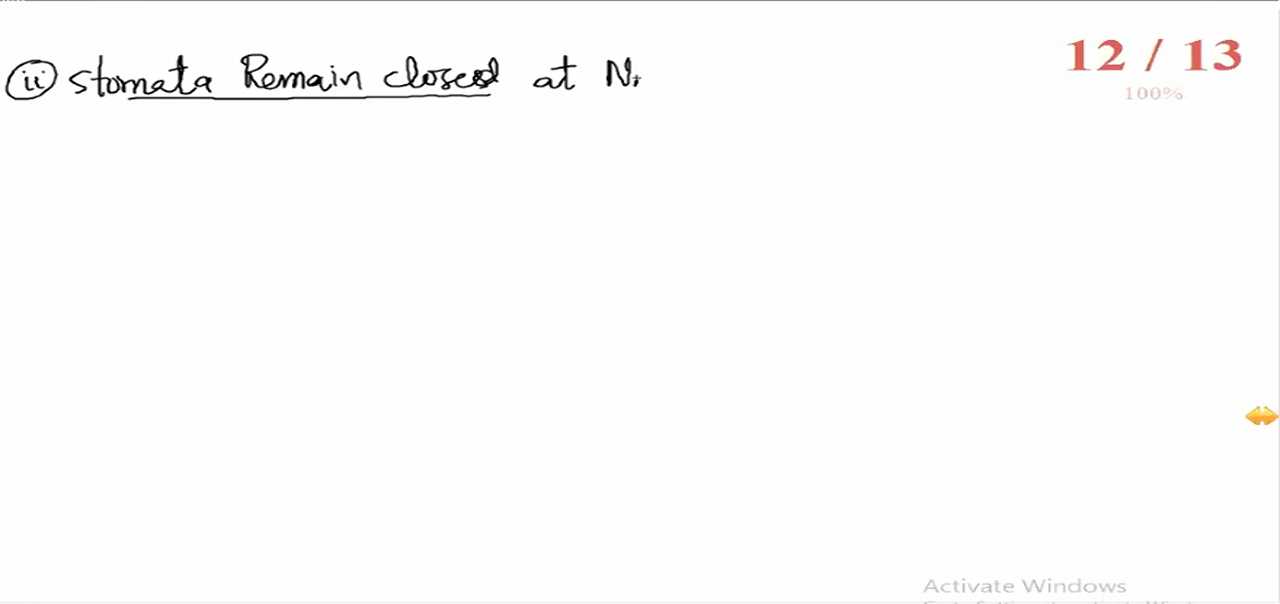 (ii) Stomata Remain closed at
12 / 13
100%
Activate Windows